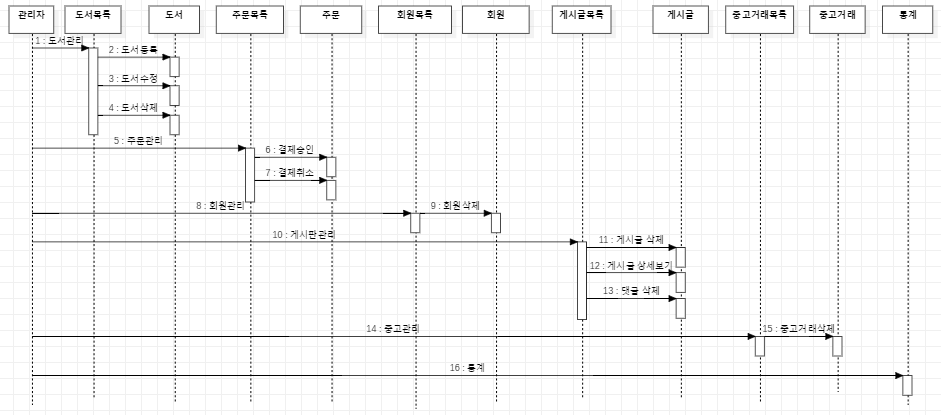 관리자
도서목록
도서
주문목록
주문
회원목록
회원
게시글목록
게시글
중고거래목록
중고거래
통계
1 : 도서관리
2 : 도서등록
3 : 도서수정
4 : 도서삭제
5 : 주문관리
6 : 결제승인
7 : 결제취소
8 : 회원관리
9 : 회원삭제
10 : 게시판관리
11 : 게시글 삭제
12 : 게시글 상세보기
13 : 댓글 삭제
14 : 중고관리
15 : 중고거래삭제
16 : 통계